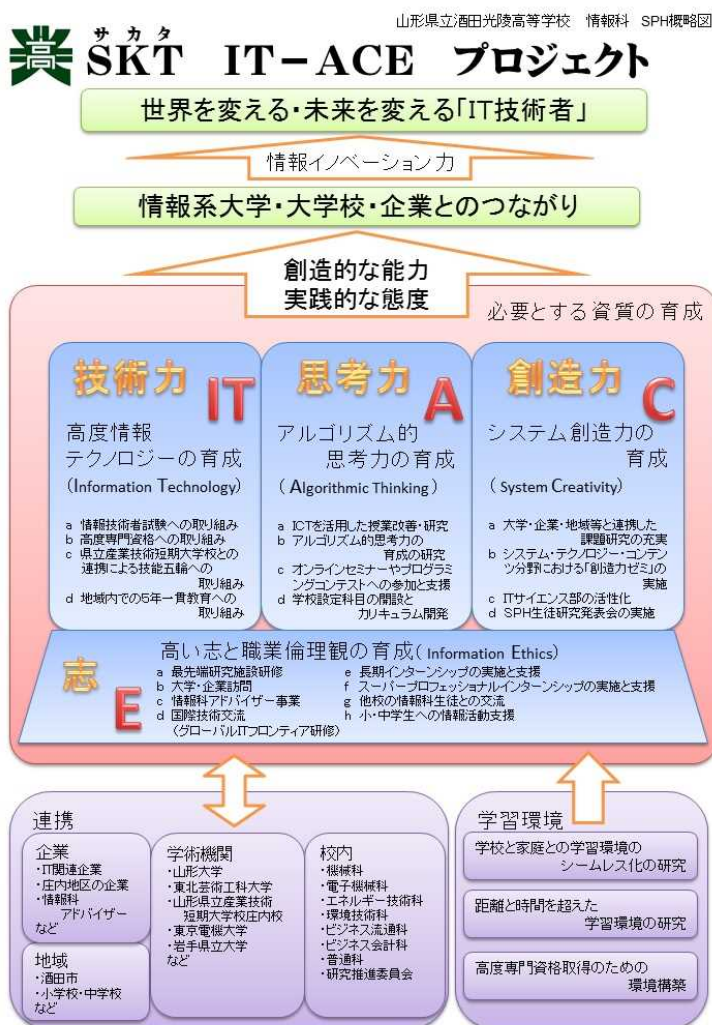 山形県立酒田光陵高等学校 情報科 SPH概略図
高
サカタ
SKT IT－ACE プロジェクト
世界を変える・未来を変える「IT技術者」
情報イノベーション力
情報系大学・大学校・企業とのつながり
創造的な能力
実践的な態度
必要とする資質の育成
技術力 IT
高度情報
テクノロジーの育成
(Information Technology)
a 情報技術者試験への取り組み
b 高度専門資格への取り組み
c 県立産業技術短期大学校との
連携による技能五輪への
取り組み
d 地域内での5年一貫教育への
取り組み
思考力 A
アルゴリズム的
思考力の育成
( Algorithmic Thinking )
a ICTを活用した授業改善・研究
b アルゴリズム的思考力の
育成の研究
c オンラインセミナーやプログラミ
ングコンテストへの参加と支援
d 学校設定科目の開設と
カリキュラム開発
創造力 C
システム創造力の
育成
( System Creativity)
a 大学・企業・地域等と連携した
課題研究の充実
b システム・テクノロジー・コンテン
ツ分野における「創造力ゼミ」の
実施
c ITサイエンス部の活性化
d SPH生徒研究発表会の実施
志 E
高い志と職業倫理観の育成( Information Ethics)
a 最先端研究施設研修
b 大学・企業訪問
c 情報科アドバイザー事業
d 国際技術交流
(グローバルITフロンティア研修)
e 長期インターンシップの実施と支援
f スーパープロフェッショナルインターンシップの実施と支援
g 他校の情報科生徒との交流
h 小・中学生への情報活動支援
連携
企業
・IT関連企業
・庄内地区の企業
・情報科
アドバイザー
など
地域
・酒田市
・小学校・中学校
など
学術機関
・山形大学
・東北芸術工科大学
・山形県立産業技術
短期大学校庄内校
・東京電機大学
・岩手県立大学
など
校内
・機械科
・電子機械科
・エネルギー技術科
・環境技術科
・ビジネス流通科
・ビジネス会計科
・普通科
・研究推進委員会
学習環境
学校と家庭との学習環境の
シームレス化の研究
距離と時間を超えた
学習環境の研究
高度専門資格取得のための
環境構築